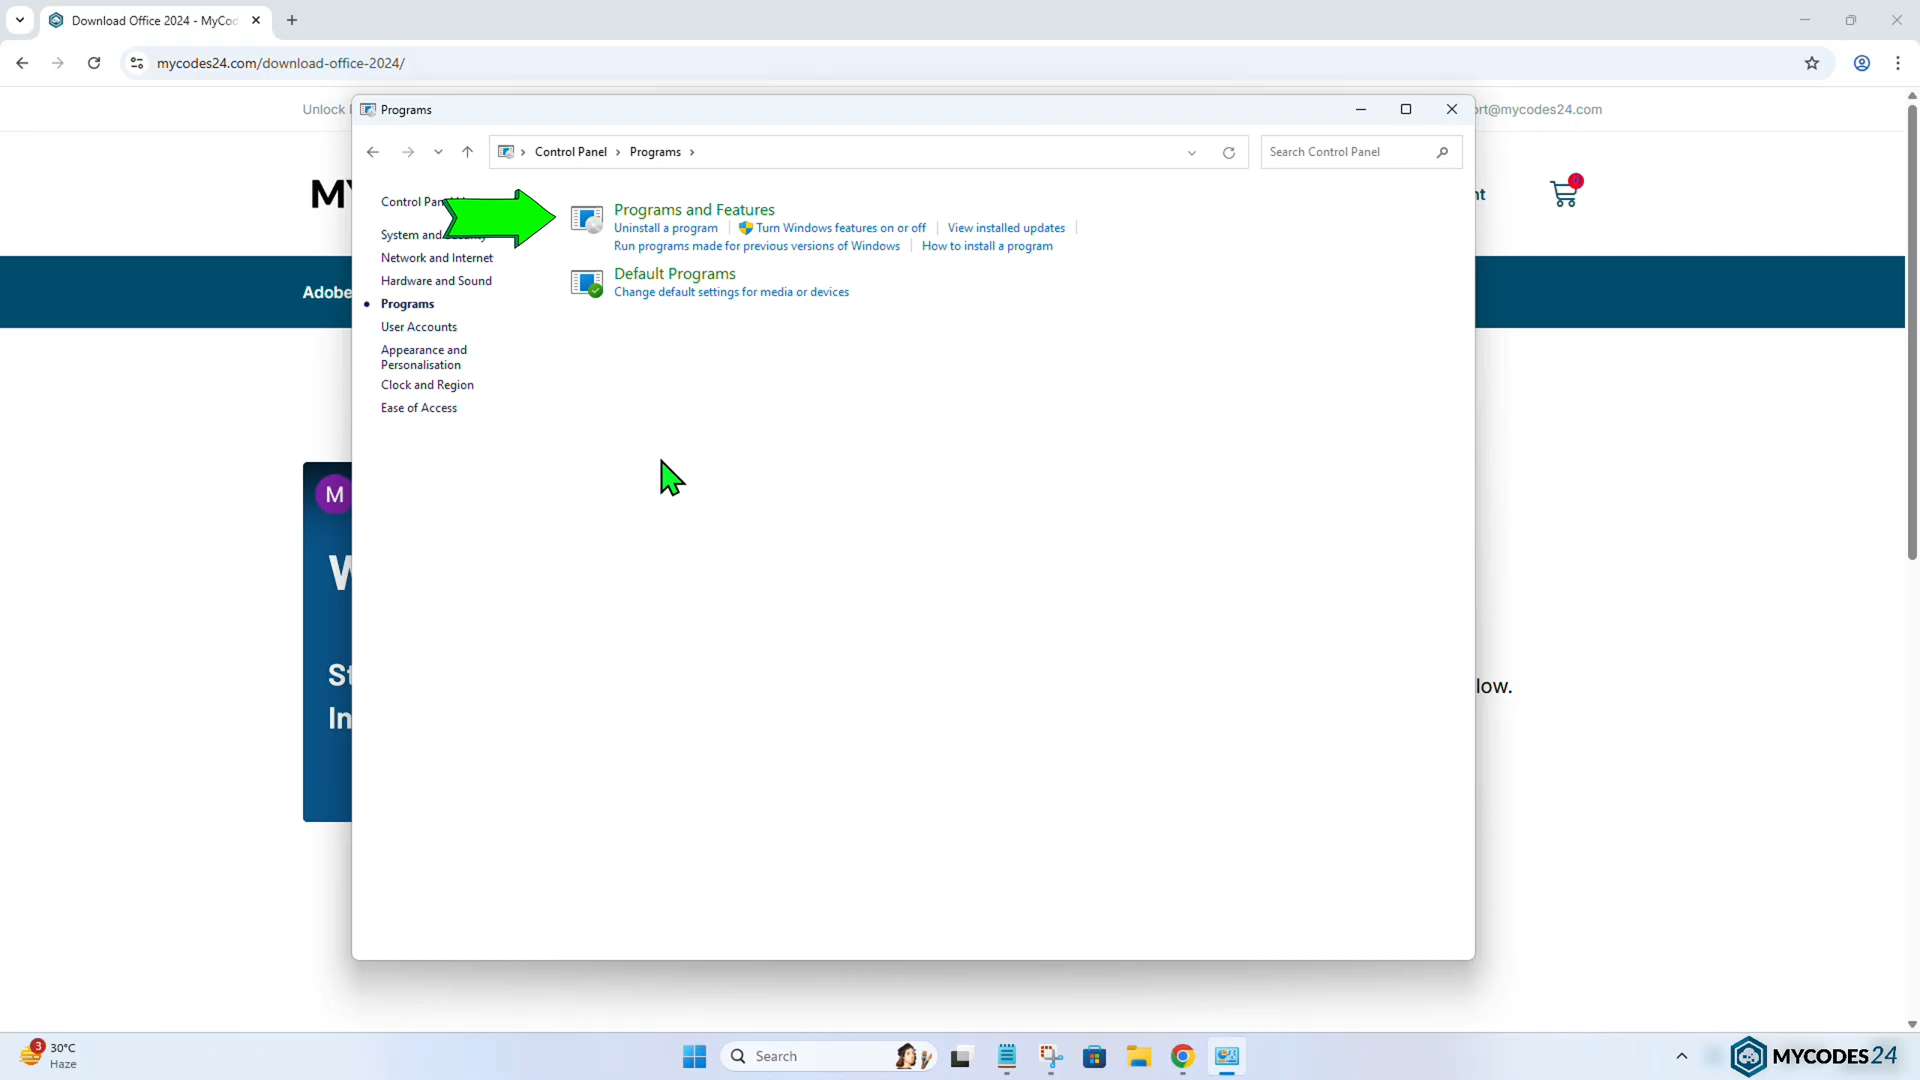 Download Office 2024 - MyCod
mycodes24.com/download-office-2024/
Unlock
Programs
rt@mycodes24.com
Control Panel
Programs
Search Control Panel
MY
nt
Control Pan
System and Security
Network and Internet
Hardware and Sound
Programs
User Accounts
Appearance and
Personalisation
Clock and Region
Ease of Access
Programs and Features
Uninstall a program
Turn Windows features on or off
View installed updates
Run programs made for previous versions of Windows
How to install a program
Default Programs
Change default settings for media or devices
Adobe
M
W
St
In
low.
3
30°C
Haze
Search
MYCODES24